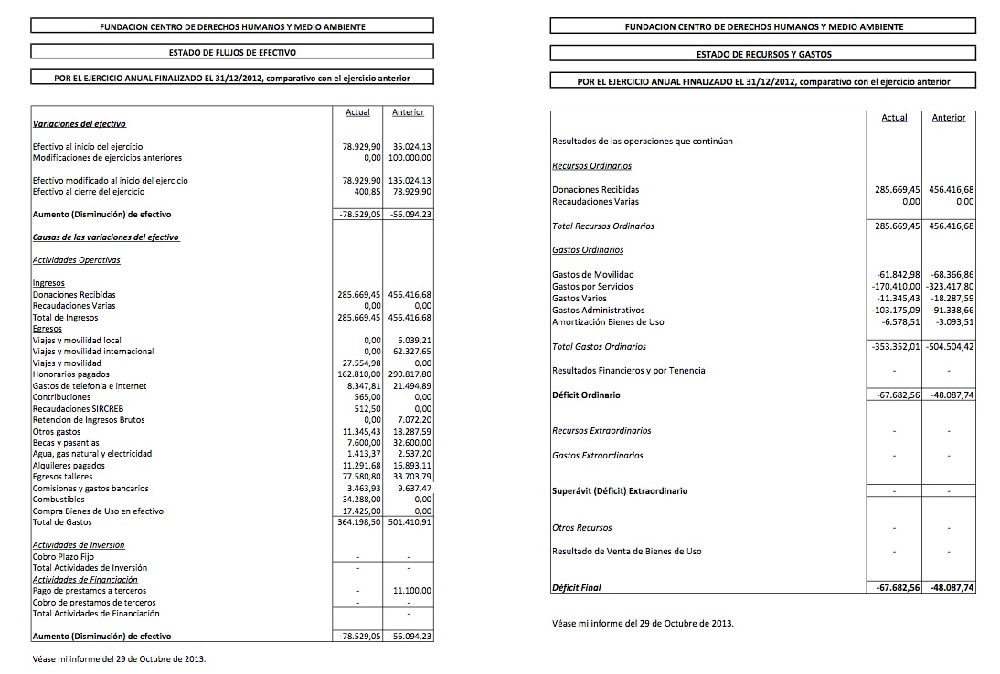 FUNDACION CENTRO DE DERECHOS HUMANOS Y MEDIO AMBIENTE
ESTADO DE FLUJOS DE EFECTIVO
POR EL EJERCICIO ANUAL FINALIZADO EL 31/12/2012, comparativo con el ejercicio anterior
Actual Anterior
Variaciones del efectivo
Efectivo al inicio del ejercicio 78.929,90 35.024,13
Modificaciones de ejercicios anteriores 0,00 100.000,00
Efectivo modificado al inicio del ejercicio 78.929,90 135.024,13
Efectivo al cierre del ejercicio 400,85 78.929,90
Aumento (Disminución) de efectivo -78.529,05 -56.094,23
Causas de las variaciones del efectivo
Actividades Operativas
Ingresos
Donaciones Recibidas 285.669,45 456.416,68
Recaudaciones Varias 0,00 0,00
Total de Ingresos 285.669,45 456.416,68
Egresos
Viajes y movilidad local 0,00 6.039,21
Viajes y movilidad internacional 0,00 62.327,65
Viajes y movilidad 27.554,98 0,00
Honorarios pagados 162.810,00 290.817,80
Gastos de telefonia e internet 8.347,81 21.494,89
Contribuciones 565,00 0,00
Recaudaciones SIRCREB 512,50 0,00
Retencion de Ingresos Brutos 0,00 7.072,20
Otros gastos 11.345,43 18.287,59
Becas y pasantias 7.600,00 32.600,00
Agua, gas natural y electricidad 1.413,37 2.537,20
Alquileres pagados 11.291,68 16.893,11
Egresos talleres 77.580,80 33.703,79
Comisiones y gastos bancarios 3.463,93 9.637,47
Combustibles 34.288,00 0,00
Compra Bienes de Uso en efectivo 17.425,00 0,00
Total de Gastos 364.198,50 501.410,91
Actividades de Inversión
Cobro Plazo Fijo - -
Total Actividades de Inversión - -
Actividades de Financiación
Pago de prestamos a terceros - 11.100,00
Cobro de prestamos de terceros - -
Total Actividades de Financiación -
Aumento (Disminución) de efectivo -78.529,05 -56.094,23
Véase mi informe del 29 de Octubre de 2013.
FUNDACION CENTRO DE DERECHOS HUMANOS Y MEDIO AMBIENTE
ESTADO DE RECURSOS Y GASTOS
POR EL EJERCICIO ANUAL FINALIZADO EL 31/12/2012, comparativo con el ejercicio anterior
Actual Anterior
Resultados de las operaciones que continúan
Recursos Ordinarios
Donaciones Recibidas 285.669,45 456.416,68
Recaudaciones Varias 0,00 0,00
Total Recursos Ordinarios 285.669,45 456.416,68
Gastos Ordinarios
Gastos de Movilidad -61.842,98 -68.366,86
Gastos por Servicios -170.410,00 -323.417,80
Gastos Varios -11.345,43 -18.287,59
Gastos Administrativos -103.175,09 -91.338,66
Amortización Bienes de Uso -6.578,51 -3.093,51
Total Gastos Ordinarios -353.352,01 -504.504,42
Resultados Financieros y por Tenencia - -
Déficit Ordinario -67.682,56 -48.087,74
Recursos Extraordinarios - -
Gastos Extraordinarios - -
Superávit (Déficit) Extraordinario - -
Otros Recursos - -
Resultado de Venta de Bienes de Uso - -
Déficit Final -67.682,56 -48.087,74
Véase mi informe del 29 de Octubre de 2013.